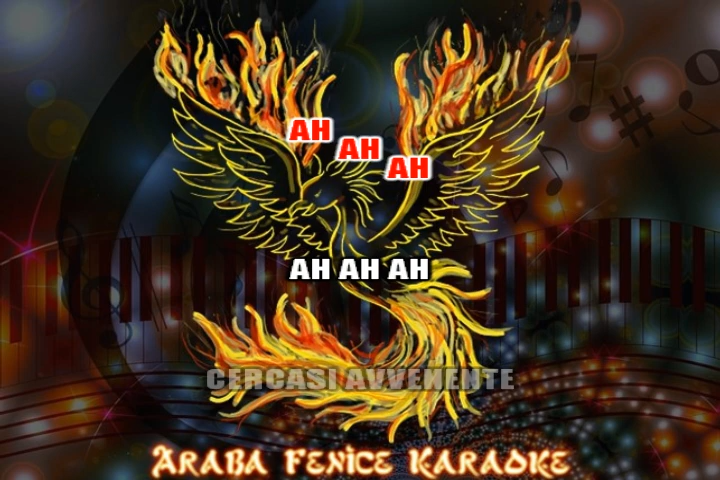 AH
AH
AH
AH AH AH
CERCASI AVVENENTE
ARABA FENICE KARAOKE